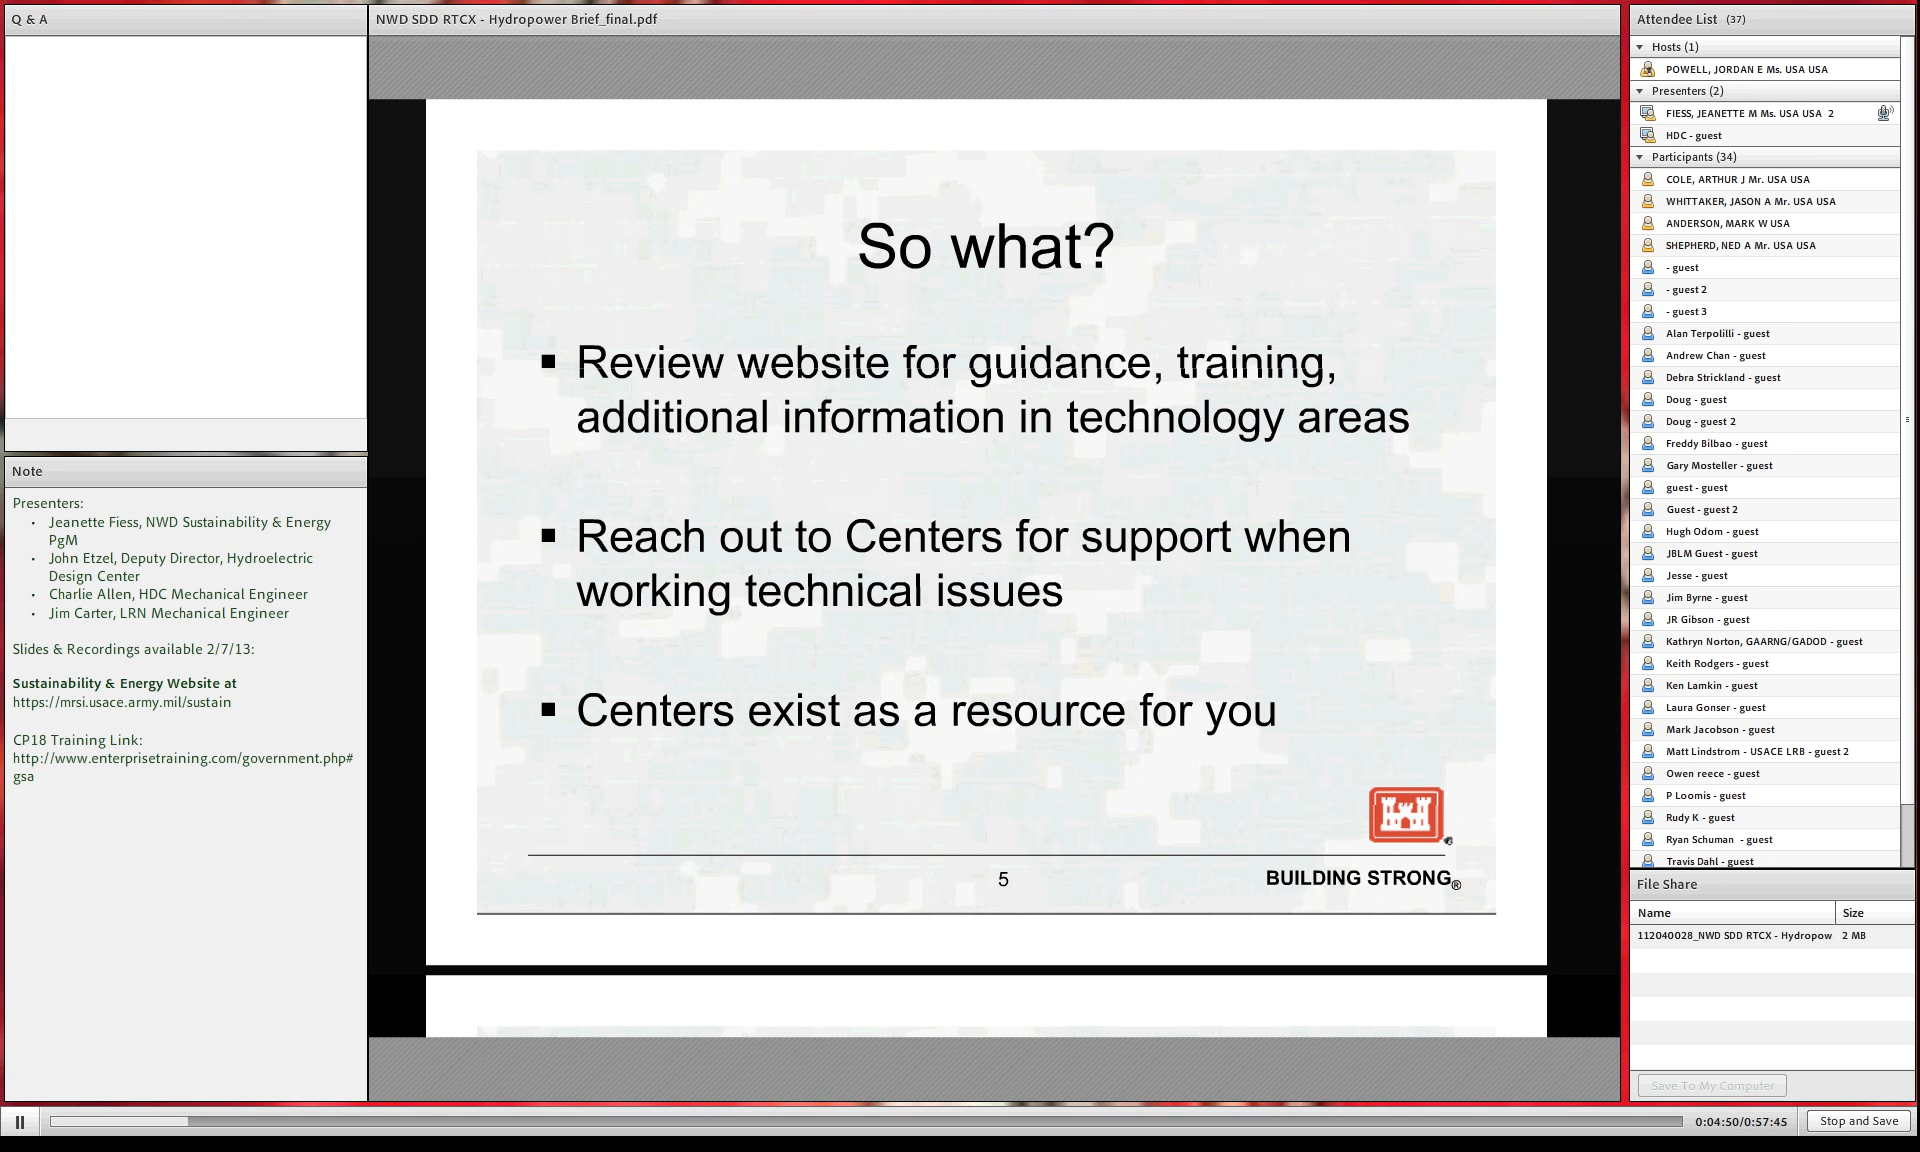 Q & A
Note
Presenters:
• Jeanette Fiess, NWD Sustainability & Energy
PgM
• John Etzel, Deputy Director, Hydroelectric
Design Center
• Charlie Allen, HDC Mechanical Engineer
• Jim Carter, LRN Mechanical Engineer
Slides & Recordings available 2/7/13:
Sustainability & Energy Website at
https://mrsi.usace.army.mil/sustain
CP18 Training Link:
http://www.enterprisetraining.com/government.php#
gsa
NWD SDD RTCX - Hydropower Brief_final.pdf
So what?
▪ Review website for guidance, training,
additional information in technology areas
▪ Reach out to Centers for support when
working technical issues
▪ Centers exist as a resource for you
5
BUILDING STRONG®
Attendee List (37)
Hosts (1)
POWELL, JORDAN E Ms. USA USA
Presenters (2)
FIESS, JEANETTE M Ms. USA USA 2
HDC - guest
Participants (34)
COLE, ARTHUR J Mr. USA USA
WHITTAKER, JASON A Mr. USA USA
ANDERSON, MARK W USA
SHEPHERD, NED A Mr. USA USA
- guest
- guest 2
- guest 3
Alan Terpolilli - guest
Andrew Chan - guest
Debra Strickland - guest
Doug - guest
Doug - guest 2
Freddy Bilbao - guest
Gary Mosteller - guest
guest - guest
Guest - guest 2
Hugh Odom - guest
JBLM Guest - guest
Jesse - guest
Jim Byrne - guest
JR Gibson - guest
Kathryn Norton, GAARNG/GADOD - guest
Keith Rodgers - guest
Ken Lamkin - guest
Laura Gonser - guest
Mark Jacobson - guest
Matt Lindstrom - USACE LRB - guest 2
Owen reece - guest
P Loomis - guest
Rudy K - guest
Ryan Schuman - guest
Travis Dahl - guest
File Share
Name Size
112040028_NWD SDD RTCX - Hydropow 2 MB
Save To My Computer
0:04:50/0:57:45
Stop and Save